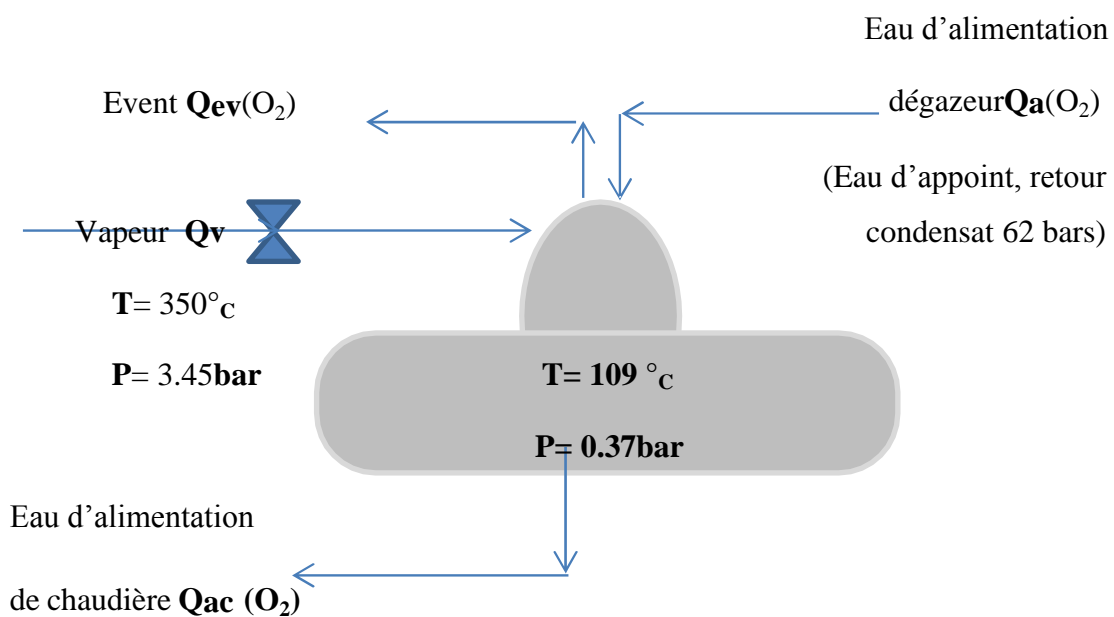 Eau d’alimentation
Event Qev(O₂)
dégazeurQa(O₂)
(Eau d’appoint, retour
condensat 62 bars)
Vapeur Qv
T= 350°C
P= 3.45bar
T= 109 °C
P= 0.37bar
Eau d’alimentation
de chaudière Qac (O₂)